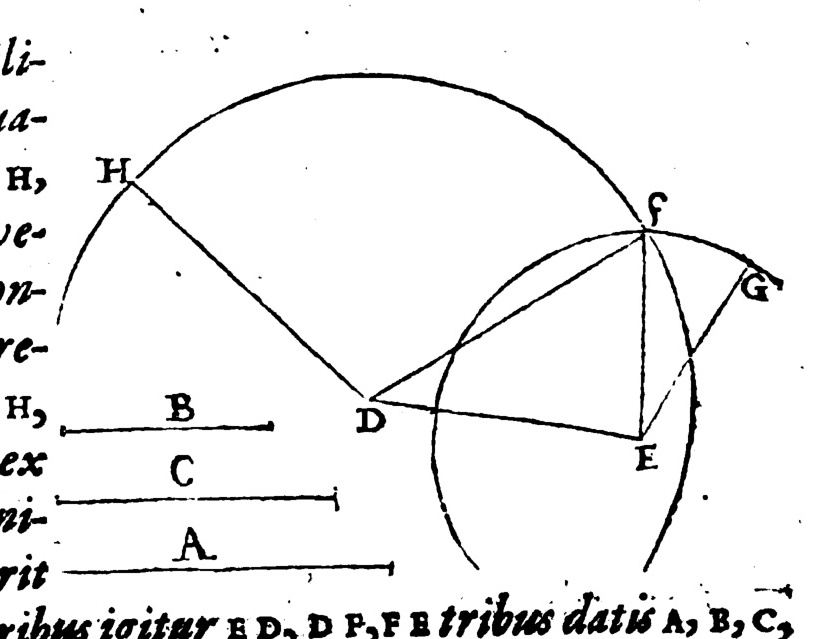 li-
ua-
H,
H
f
ve-
G
on-
re-
H,
B
D
ex
C
E
ni-
A
rit
ribus igitur E D, D F, F E tribus datis A, B, C,